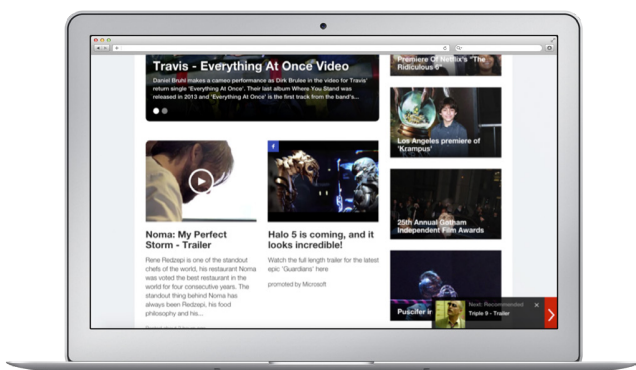 Travis - Everything At Once Video
Daniel Bruhl makes a cameo performance as Dirk Brulee in the video for Travis'
return single 'Everything At Once'. Their last album Where You Stand was
released in 2013 and 'Everything At Once' is the first track from the band's...
Noma: My Perfect
Storm - Trailer
Rene Redzepi is one of the standout
chefs of the world, his restaurant Noma
was voted the best restaurant in the
world for four consecutive years. The
standout thing behind Noma has
always been Redzepi, his food
philosophy and his...
f
Halo 5 is coming, and it
looks incredible!
Watch the full length trailer for the latest
epic 'Guardians' here
promoted by Microsoft
Premiere Of Netflix's "The
Ridiculous 6"
Los Angeles premiere of
'Krampus'
25th Annual Gotham
Independent Film Awards
Puscifer
Next: Recommended
Triple 9 - Trailer